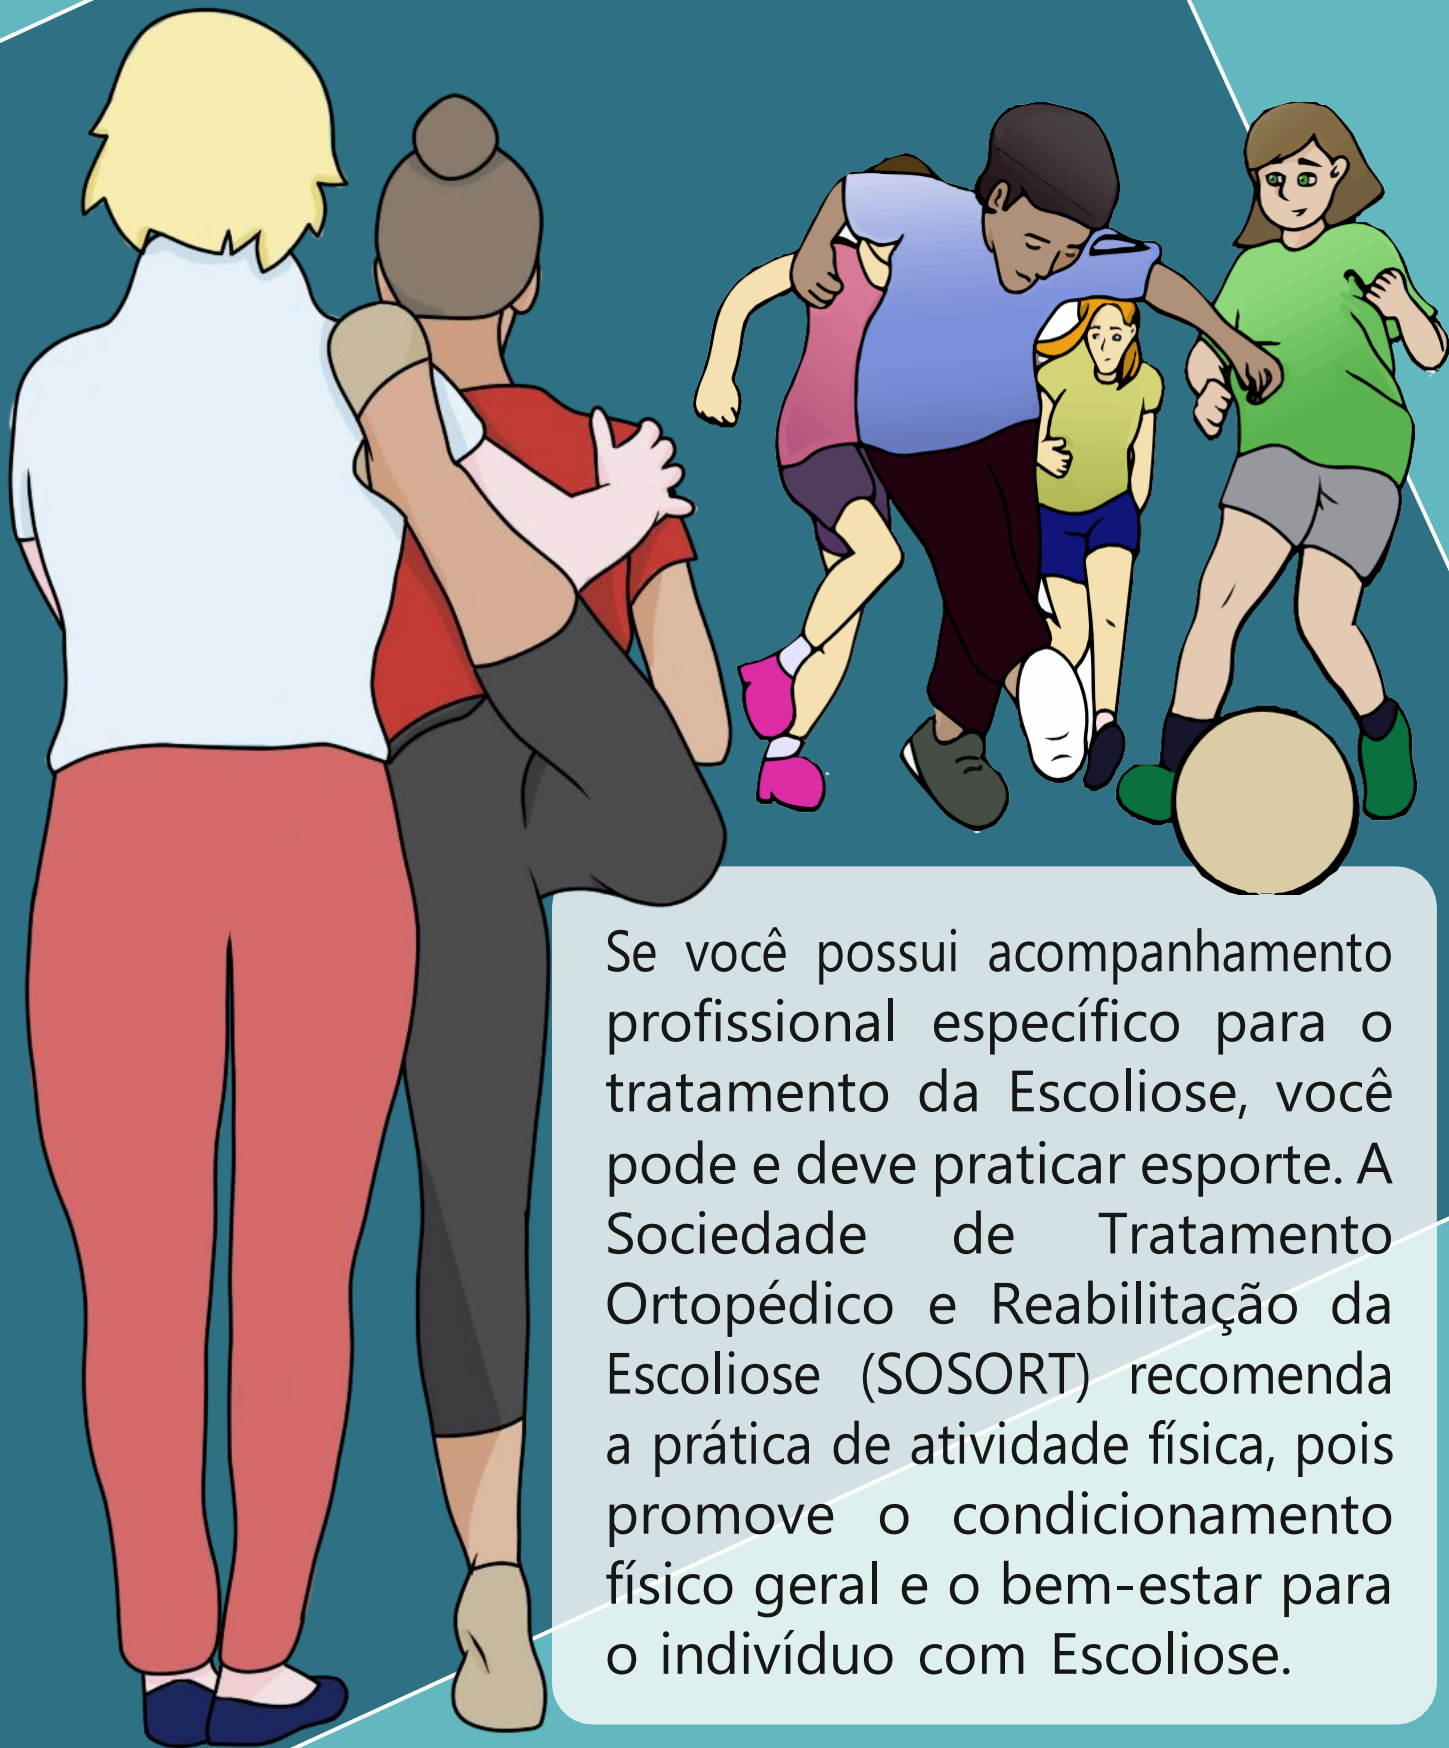 Se você possui acompanhamento
profissional específico para o
tratamento da Escoliose, você
pode e deve praticar esporte. A
Sociedade de Tratamento
Ortopédico e Reabilitação da
Escoliose (SOSORT) recomenda
a prática de atividade física, pois
promove o condicionamento
físico geral e o bem-estar para
o indivíduo com Escoliose.